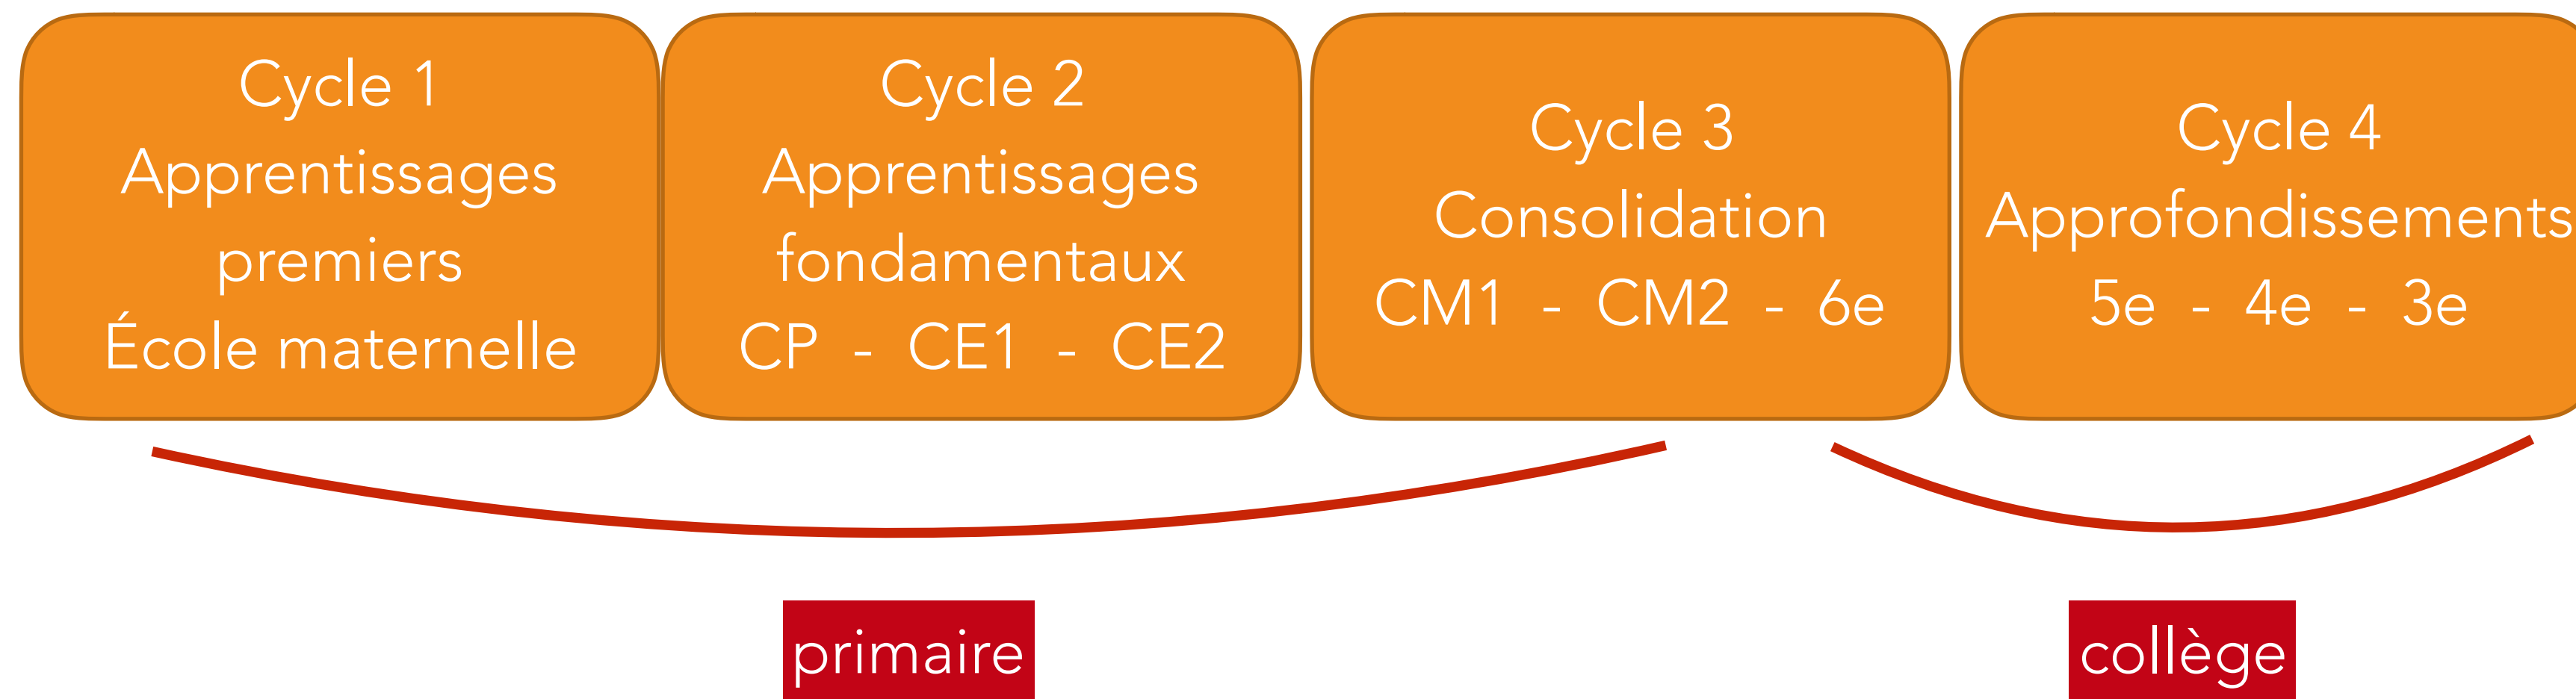 Cycle 1
Apprentissages
premiers
École maternelle
Cycle 2
Apprentissages
fondamentaux
CP - CE1 - CE2
Cycle 3
Consolidation
CM1 - CM2 - 6e
Cycle 4
Approfondissements
5e - 4e - 3e
primaire
collège